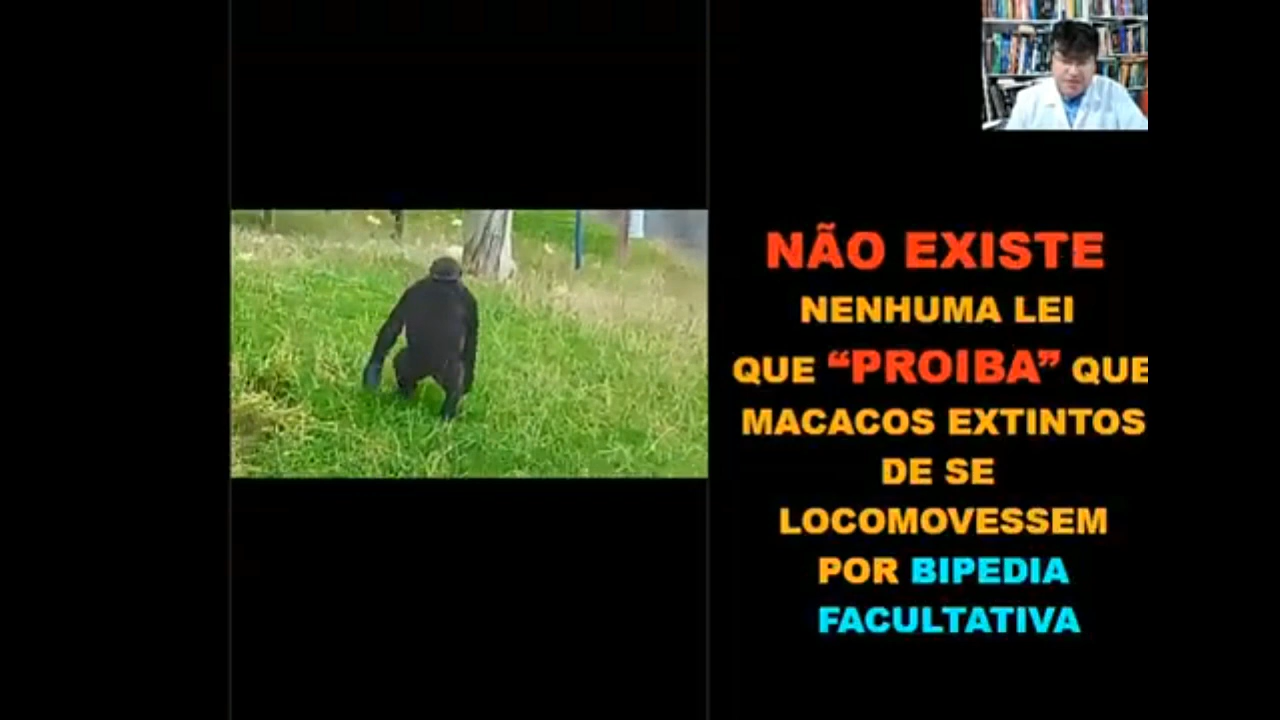 NÃO EXISTE
NENHUMA LEI
QUE “PROIBA” QUE
MACACOS EXTINTOS
DE SE
LOCOMOVESSEM
POR BIPEDIA
FACULTATIVA